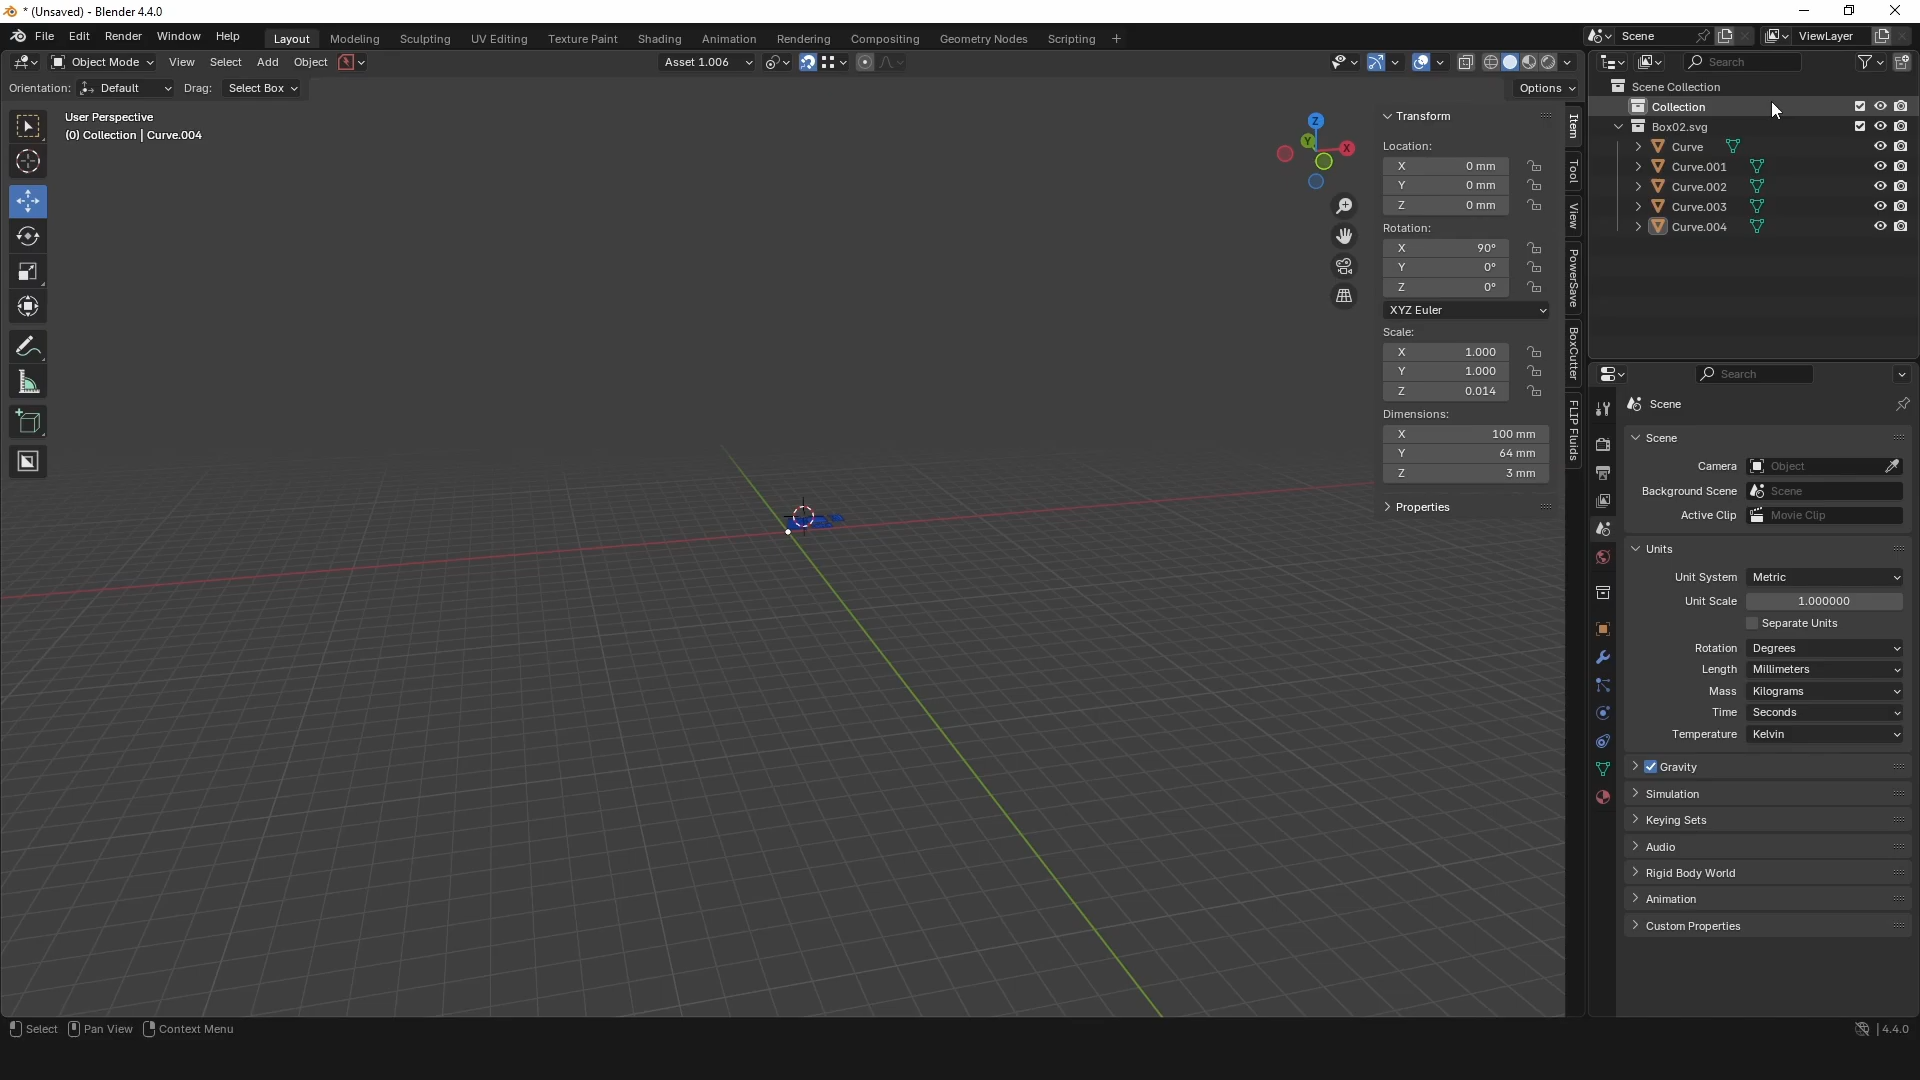 * (Unsaved) - Blender 4.4.0
File Edit Render Window Help Layout Modeling Sculpting UV Editing Texture Paint Shading Animation Rendering Compositing Geometry Nodes Scripting + Scene ViewLayer
Object Mode View Select Add Object Asset 1.006 Search
Orientation: Default Drag: Select Box Options
User Perspective
(0) Collection | Curve.004
Z
Y
X
Item
Tool
View
PowerSave
BoxCutter
FLIP Fluids
Transform
Location:
X 0 mm
Y 0 mm
Z 0 mm
Rotation:
X 90°
Y 0°
Z 0°
XYZ Euler
Scale:
X 1.000
Y 1.000
Z 0.014
Dimensions:
X 100 mm
Y 64 mm
Z 3 mm
Properties
Scene Collection
Collection
Box02.svg
Curve
Curve.001
Curve.002
Curve.003
Curve.004
Search
Scene
Scene
Camera Object
Background Scene Scene
Active Clip Movie Clip
Units
Unit System Metric
Unit Scale 1.000000
Separate Units
Rotation Degrees
Length Millimeters
Mass Kilograms
Time Seconds
Temperature Kelvin
Gravity
Simulation
Keying Sets
Audio
Rigid Body World
Animation
Custom Properties
Select Pan View Context Menu 4.4.0